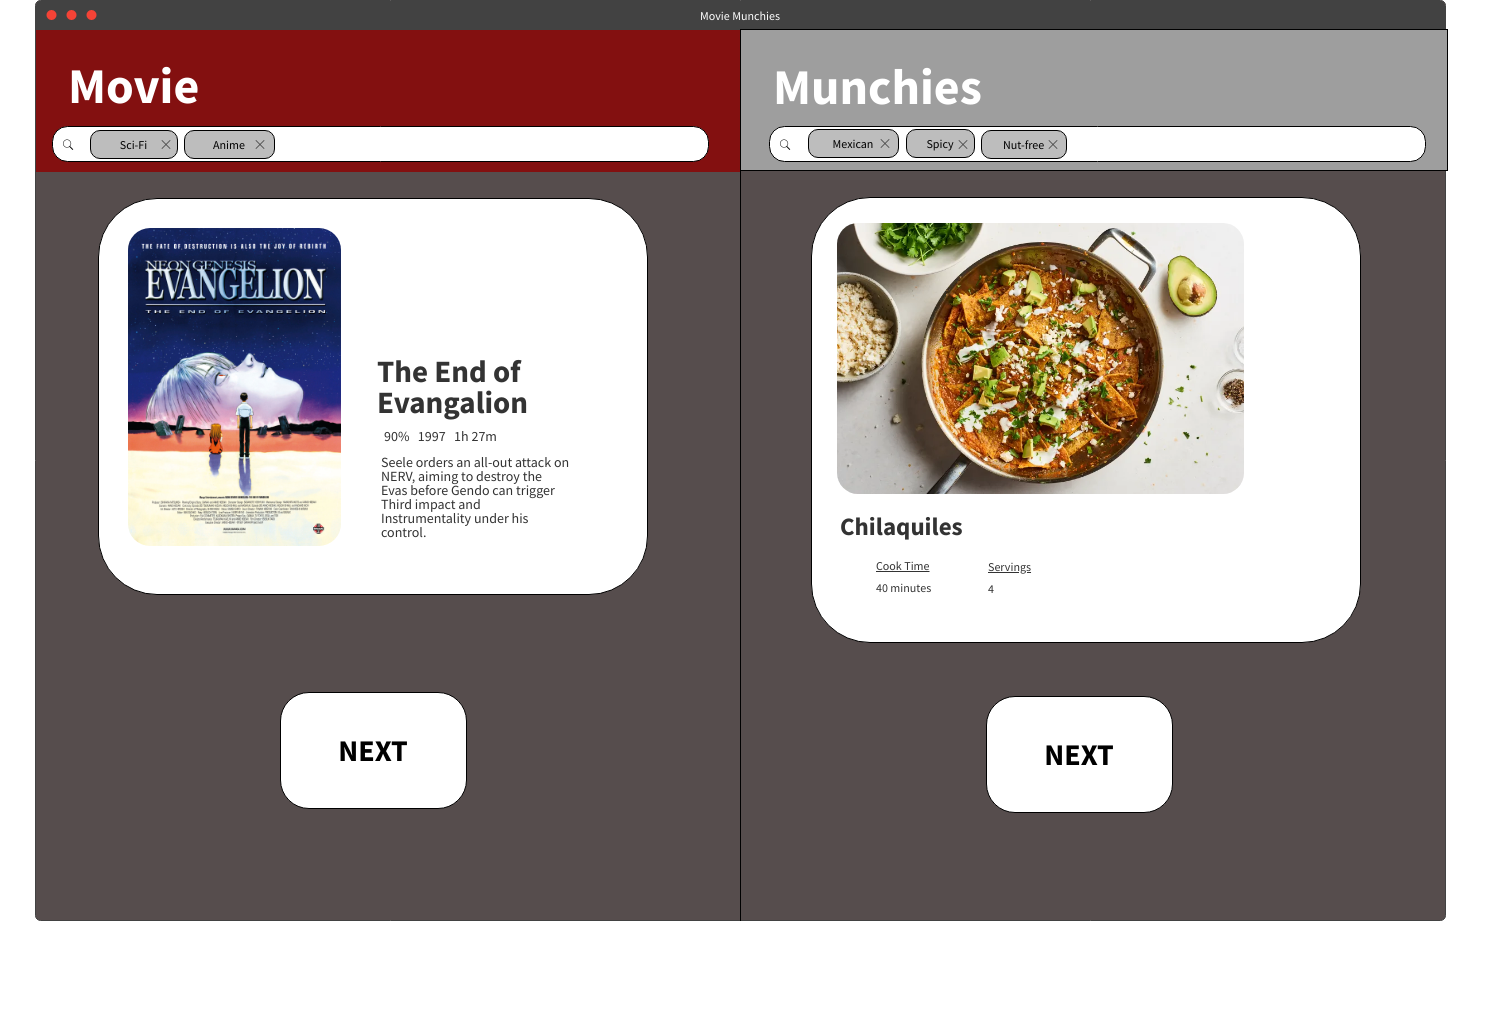 Movie Munchies
Movie
Sci-Fi
Anime
THE FATE OF DESTRUCTION IS ALSO THE JOY OF REBIRTH
NEON GENESIS
EVANGELION
THE END OF EVANGELION
The End of
Evangalion
90% 1997 1h 27m
Seele orders an all-out attack on
NERV, aiming to destroy the
Evas before Gendo can trigger
Third impact and
Instrumentality under his
control.
NEXT
Munchies
Mexican
Spicy
Nut-free
Chilaquiles
Cook Time
Servings
40 minutes
4
NEXT